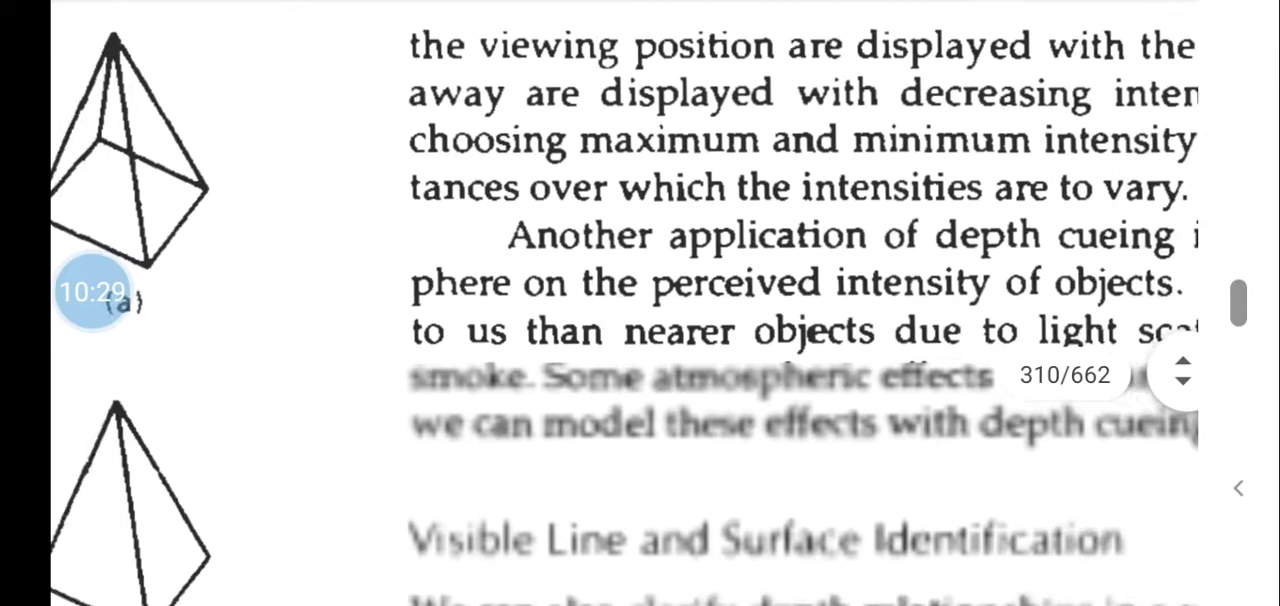 the viewing position are displayed with the
away are displayed with decreasing inten
choosing maximum and minimum intensity
tances over which the intensities are to vary.
Another application of depth cueing i
phere on the perceived intensity of objects.
to us than nearer objects due to light scat
smoke. Some atmospheric effects
we can model these effects with depth cueing
Visible Line and Surface Identification
10:29
(a)
310/662